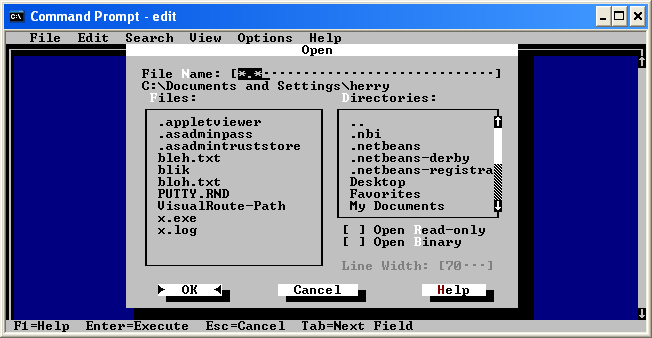 Command Prompt - edit
File Edit Search View Options Help
Open
File Name: [*.*·····························]
C:\Documents and Settings\herry
Files:
.appletviewer
.asadminpass
.asadmintruststore
bleh.txt
blik
bloh.txt
PUTTY.RND
VisualRoute-Path
x.exe
x.log
Directories:
..
.nbi
.netbeans
.netbeans-derby
.netbeans-registra
Desktop
Favorites
My Documents
[ ] Open Read-only
[ ] Open Binary
Line Width: [70···]
OK
Cancel
Help
F1=Help Enter=Execute Esc=Cancel Tab=Next Field